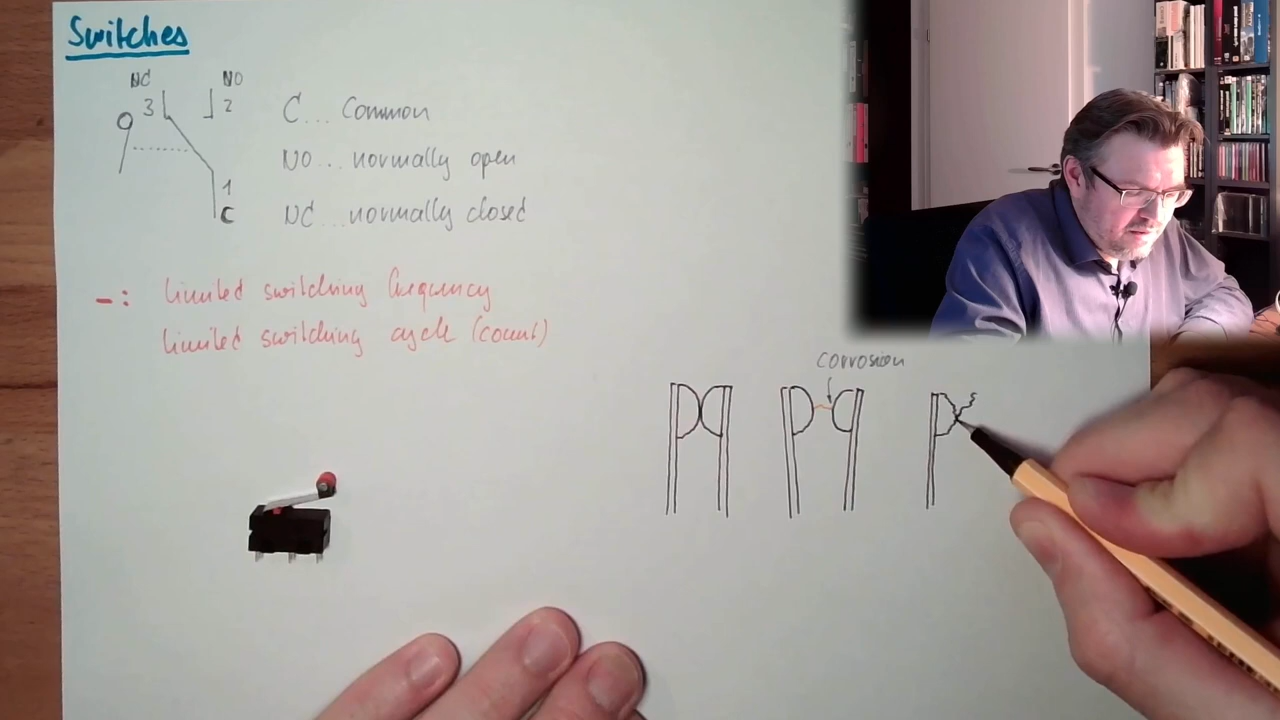 Switches
NC
NO
3
2
1
C
C... Common
NO... normally open
NC... normally closed
-: limited switching frequency
limited switching cycle (count)
corrosion